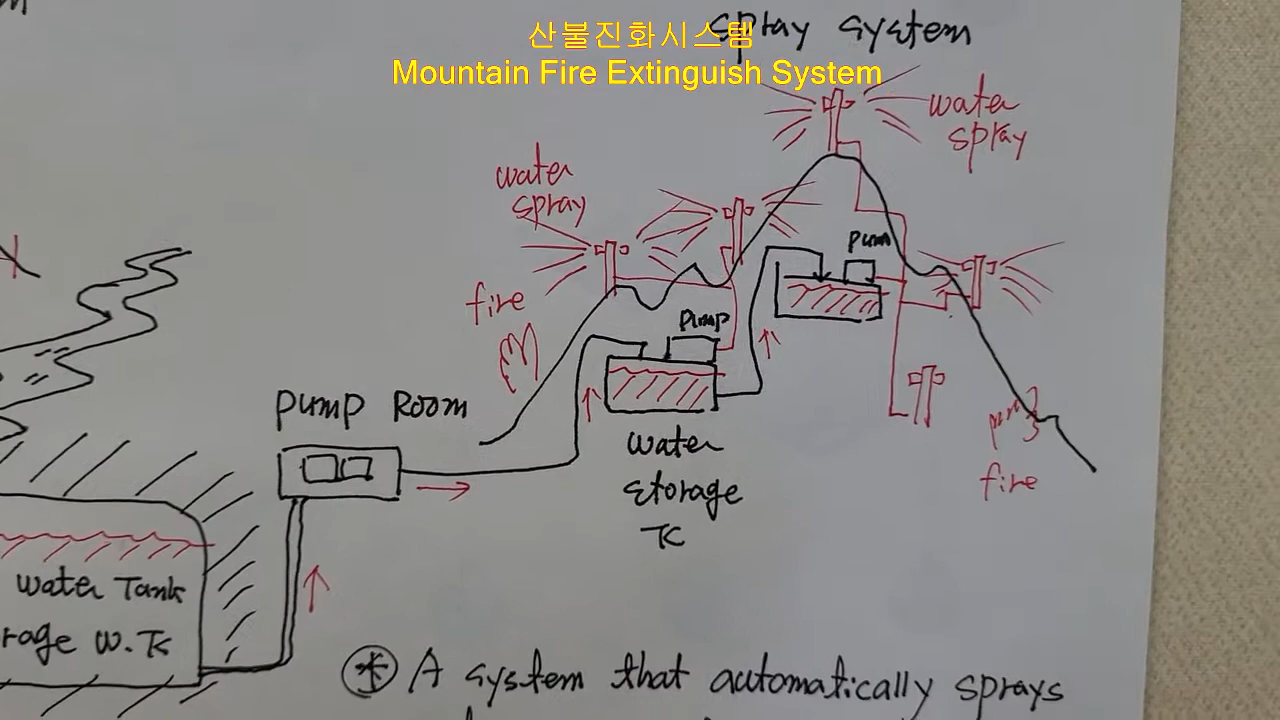 산불진화시스템
Mountain Fire Extinguish System
spray system
water
spray
water
spray
fire
pump
pum
PUMP ROOM
water
storage
TK
fire
water Tank
rage W.TK
* A system that automatically sprays